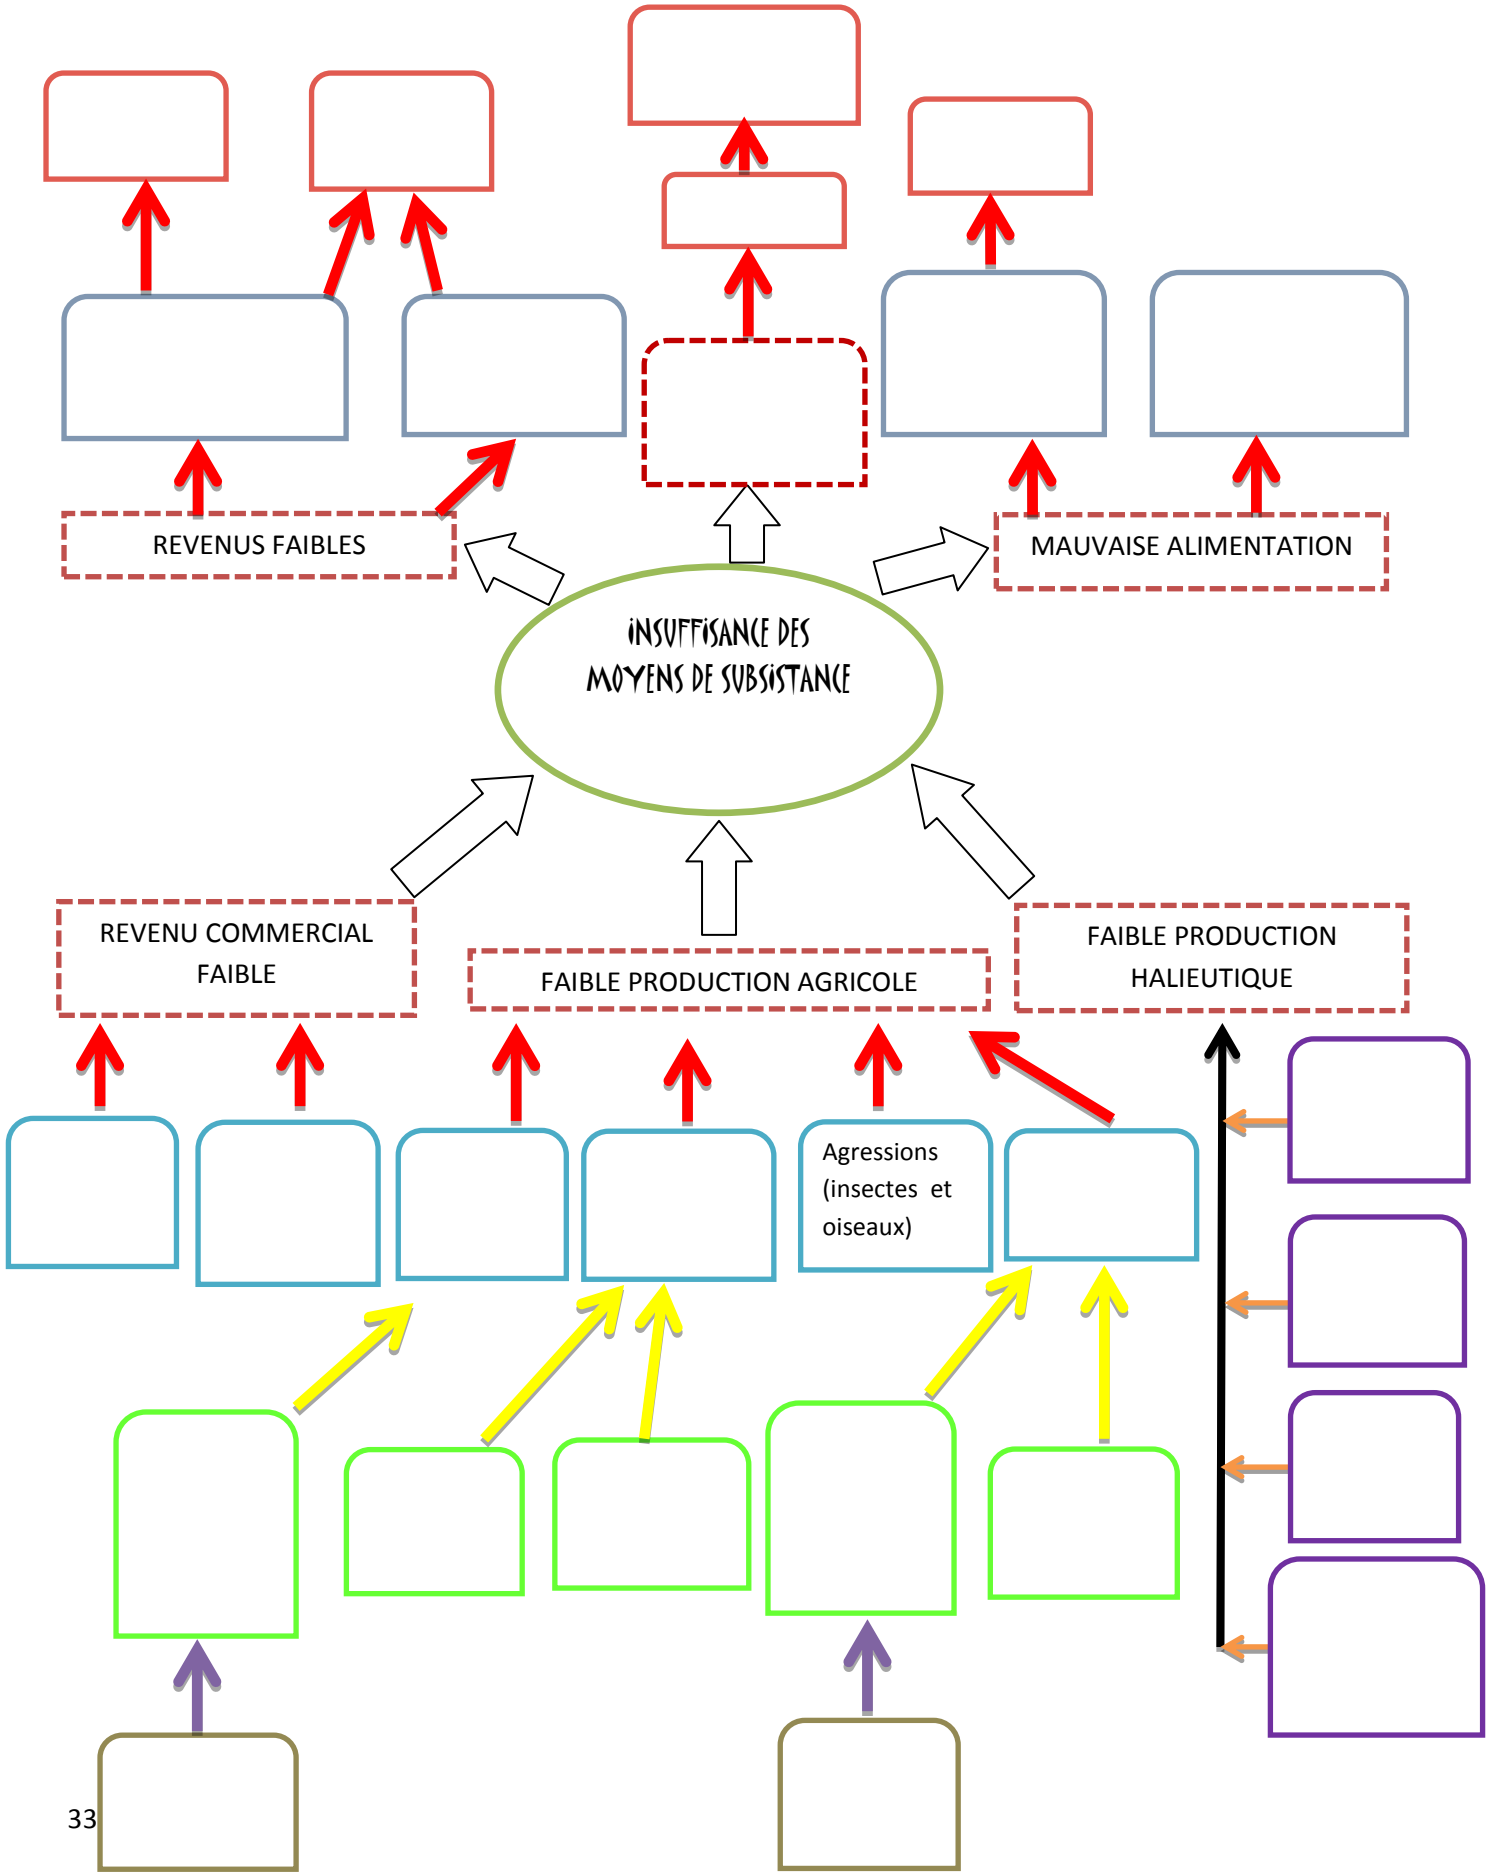 REVENUS FAIBLES
MAUVAISE ALIMENTATION
INSUFFISANCE DES
MOYENS DE SUBSISTANCE
REVENU COMMERCIAL
FAIBLE
FAIBLE PRODUCTION AGRICOLE
FAIBLE PRODUCTION
HALIEUTIQUE
Agressions
(insectes et
oiseaux)
33